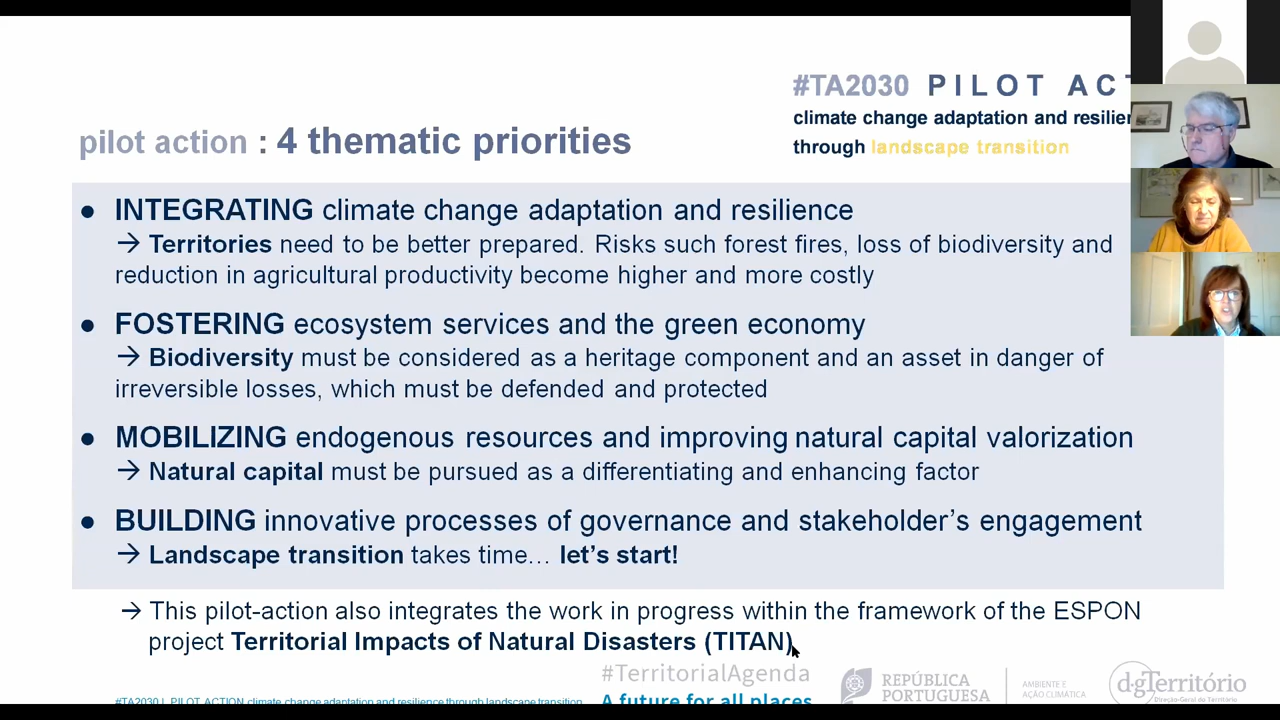 #TA2030 PILOT ACT
climate change adaptation and resilien
through landscape transition
pilot action : 4 thematic priorities
● INTEGRATING climate change adaptation and resilience
→ Territories need to be better prepared. Risks such forest fires, loss of biodiversity and
reduction in agricultural productivity become higher and more costly
● FOSTERING ecosystem services and the green economy
→ Biodiversity must be considered as a heritage component and an asset in danger of
irreversible losses, which must be defended and protected
● MOBILIZING endogenous resources and improving natural capital valorization
→ Natural capital must be pursued as a differentiating and enhancing factor
● BUILDING innovative processes of governance and stakeholder’s engagement
→ Landscape transition takes time… let’s start!
→ This pilot-action also integrates the work in progress within the framework of the ESPON
project Territorial Impacts of Natural Disasters (TITAN)
#TerritorialAgenda
A future for all places
#TA2030 | PILOT ACTION climate change adaptation and resilience through landscape transition
REPÚBLICA
PORTUGUESA
AMBIENTE E
AÇÃO CLIMÁTICA
dgTerritório
Direção-Geral do Território